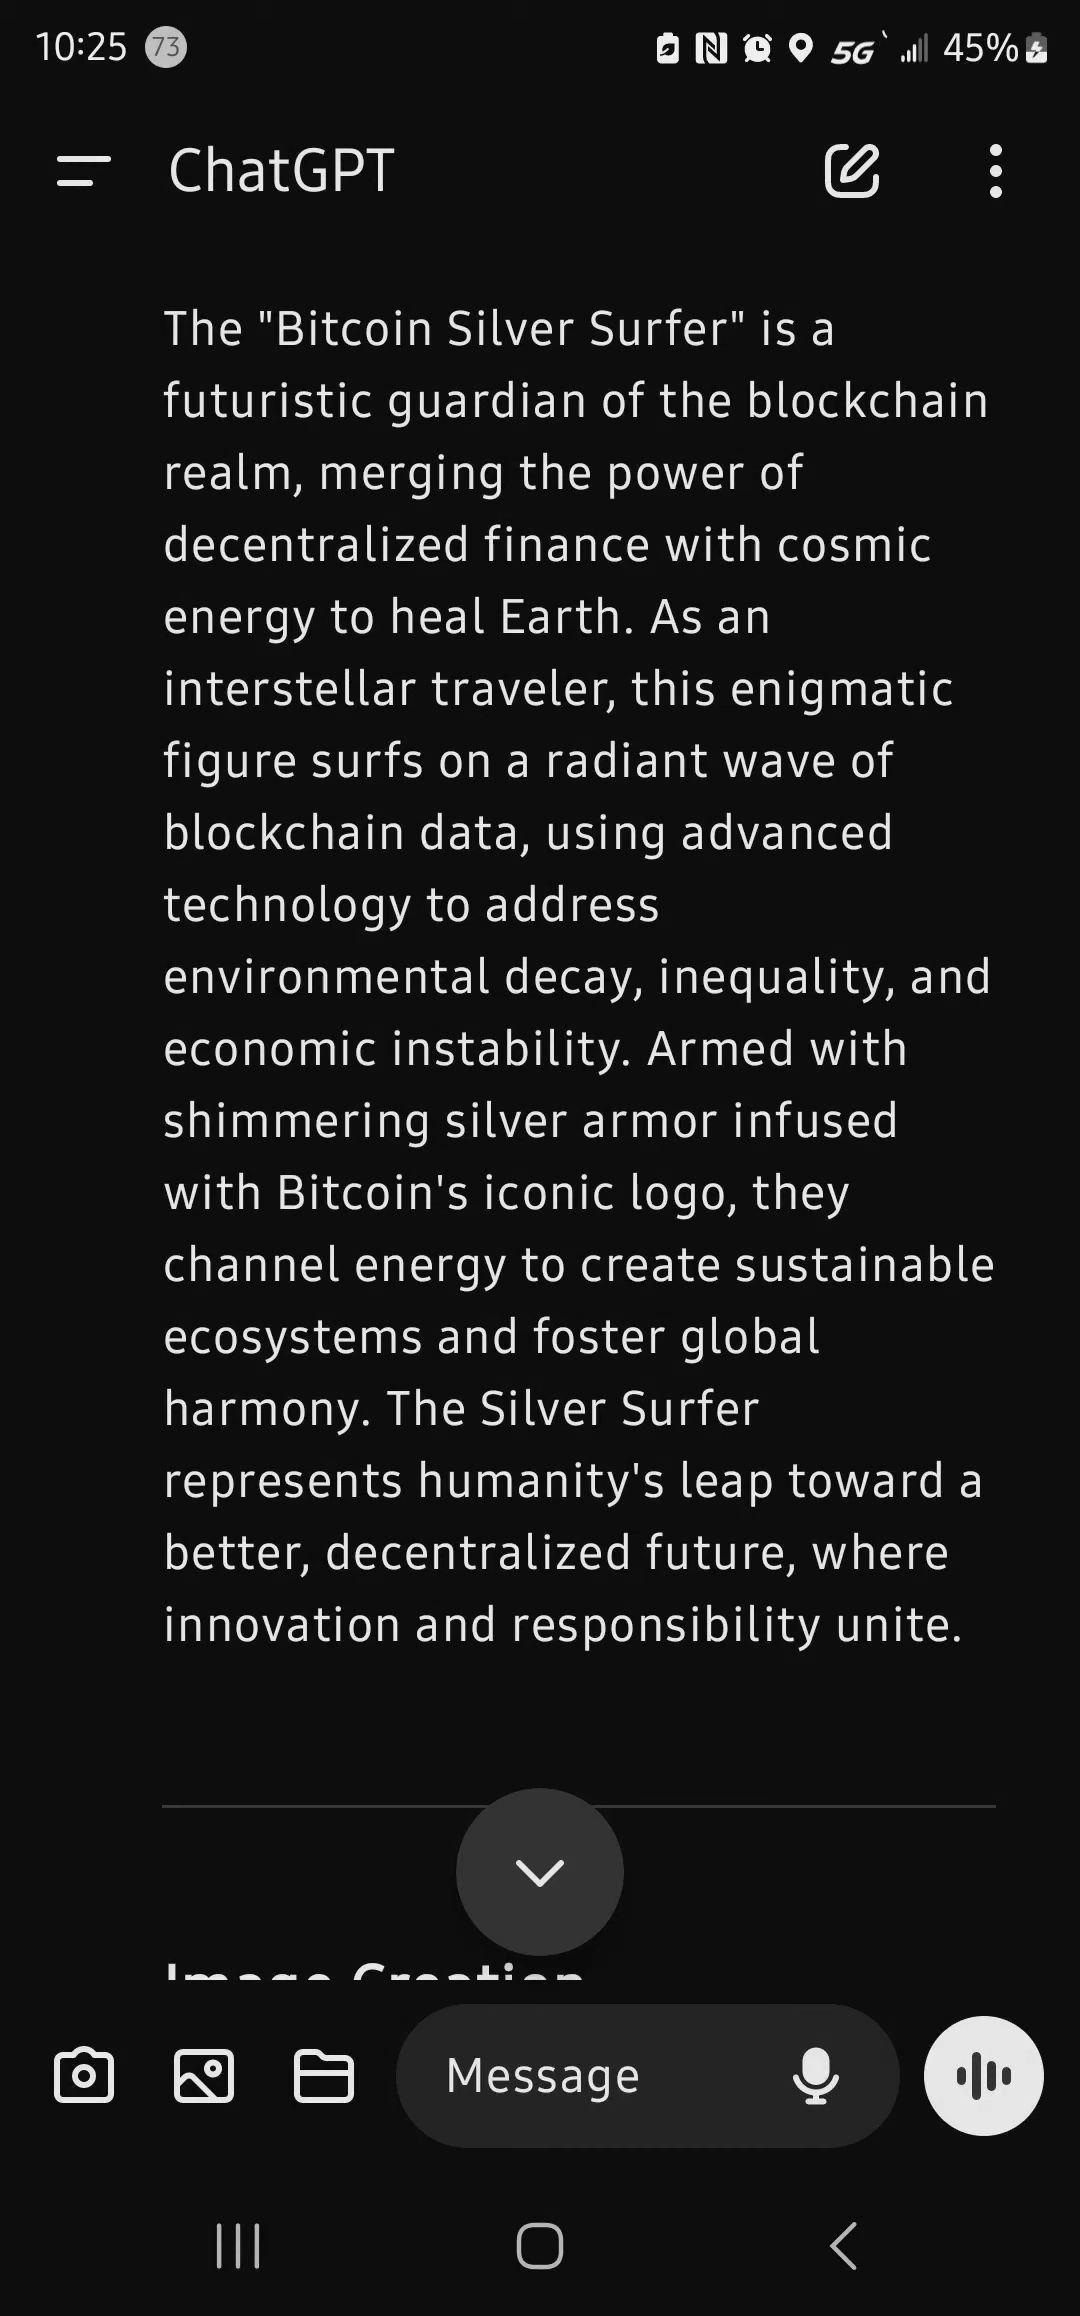 10:25 73 5G 45%
ChatGPT
The "Bitcoin Silver Surfer" is a
futuristic guardian of the blockchain
realm, merging the power of
decentralized finance with cosmic
energy to heal Earth. As an
interstellar traveler, this enigmatic
figure surfs on a radiant wave of
blockchain data, using advanced
technology to address
environmental decay, inequality, and
economic instability. Armed with
shimmering silver armor infused
with Bitcoin's iconic logo, they
channel energy to create sustainable
ecosystems and foster global
harmony. The Silver Surfer
represents humanity's leap toward a
better, decentralized future, where
innovation and responsibility unite.
Image Creation
Message